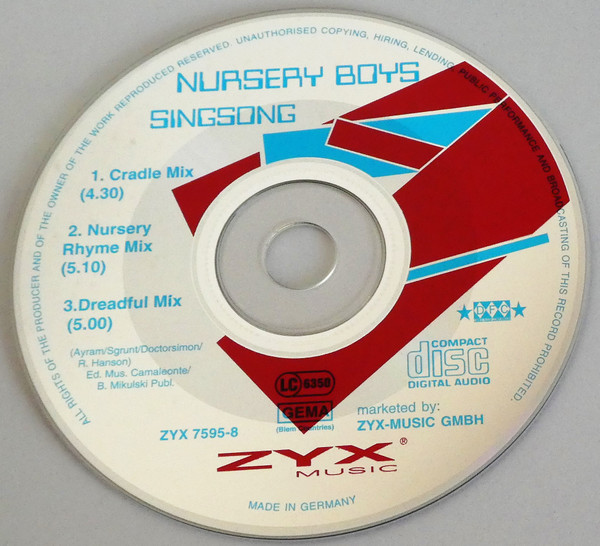 ALL RIGHTS OF THE PRODUCER AND OF THE OWNER OF THE WORK REPRODUCED RESERVED. UNAUTHORISED COPYING, HIRING, LENDING, PUBLIC PERFORMANCE AND BROADCASTING OF THIS RECORD PROHIBITED.
NURSERY BOYS
SINGSONG
1. Cradle Mix
(4.30)
2. Nursery
Rhyme Mix
(5.10)
3.Dreadful Mix
(5.00)
(Ayram/Sgrunt/Doctorsimon/
R. Hanson)
Ed. Mus. Camaleonte/
B. Mikulski Publ.
DFC
COMPACT
disc
DIGITAL AUDIO
LC 6350
GEMA
(Biem Countries)
marketed by:
ZYX-MUSIC GMBH
ZYX 7595-8
ZYX®
MUSIC
MADE IN GERMANY